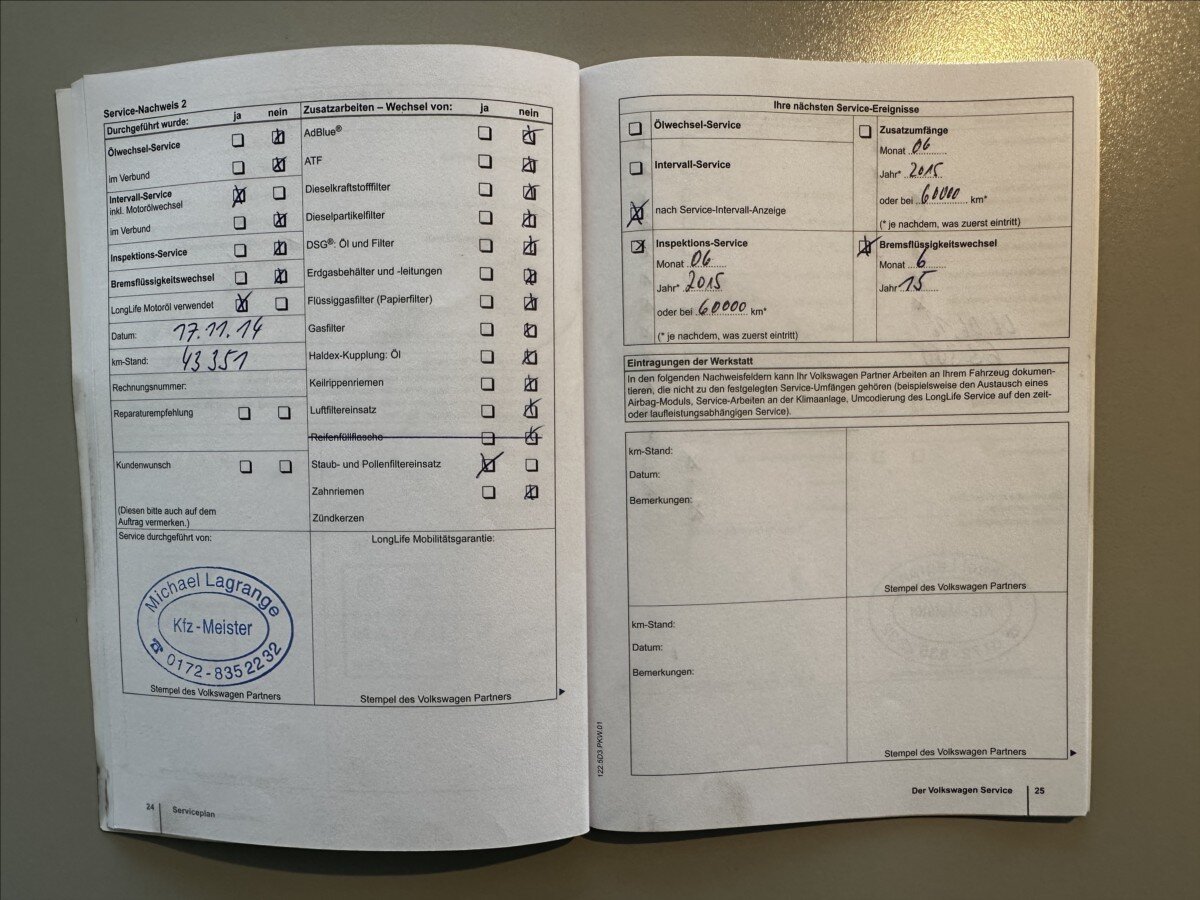 Service-Nachweis 2
Durchgeführt wurde: ja nein
Ölwechsel-Service
im Verbund
Intervall-Service
inkl. Motorölwechsel
im Verbund
Inspektions-Service
Bremsflüssigkeitswechsel
LongLife Motoröl verwendet
Datum: 17.11.14
km-Stand: 43351
Rechnungsnummer:
Reparaturempfehlung
Kundenwunsch
(Diesen bitte auch auf dem
Auftrag vermerken.)
Service durchgeführt von:
Michael Lagrange
Kfz-Meister
☎ 0172-8352232
Stempel des Volkswagen Partners
Zusatzarbeiten – Wechsel von: ja nein
AdBlue®
ATF
Dieselkraftstofffilter
Dieselpartikelfilter
DSG®: Öl und Filter
Erdgasbehälter und -leitungen
Flüssiggasfilter (Papierfilter)
Gasfilter
Haldex-Kupplung: Öl
Keilrippenriemen
Luftfiltereinsatz
Reifenfüllflasche
Staub- und Pollenfiltereinsatz
Zahnriemen
Zündkerzen
LongLife Mobilitätsgarantie:
Stempel des Volkswagen Partners
24 Serviceplan
Ihre nächsten Service-Ereignisse
Ölwechsel-Service
Intervall-Service
nach Service-Intervall-Anzeige
Inspektions-Service
Monat 06
Jahr* 2015
oder bei 60000 km*
(* je nachdem, was zuerst eintritt)
Zusatzumfänge
Monat 06
Jahr* 2015
oder bei 60000 km*
(* je nachdem, was zuerst eintritt)
Bremsflüssigkeitswechsel
Monat 6
Jahr 15
Eintragungen der Werkstatt
In den folgenden Nachweisfeldern kann Ihr Volkswagen Partner Arbeiten an Ihrem Fahrzeug dokumen-
tieren, die nicht zu den festgelegten Service-Umfängen gehören (beispielsweise den Austausch eines
Airbag-Moduls, Service-Arbeiten an der Klimaanlage, Umcodierung des LongLife Service auf den zeit-
oder laufleistungsabhängigen Service).
km-Stand:
Datum:
Bemerkungen:
Stempel des Volkswagen Partners
km-Stand:
Datum:
Bemerkungen:
Stempel des Volkswagen Partners
122.5D3.PKW.01
Der Volkswagen Service 25